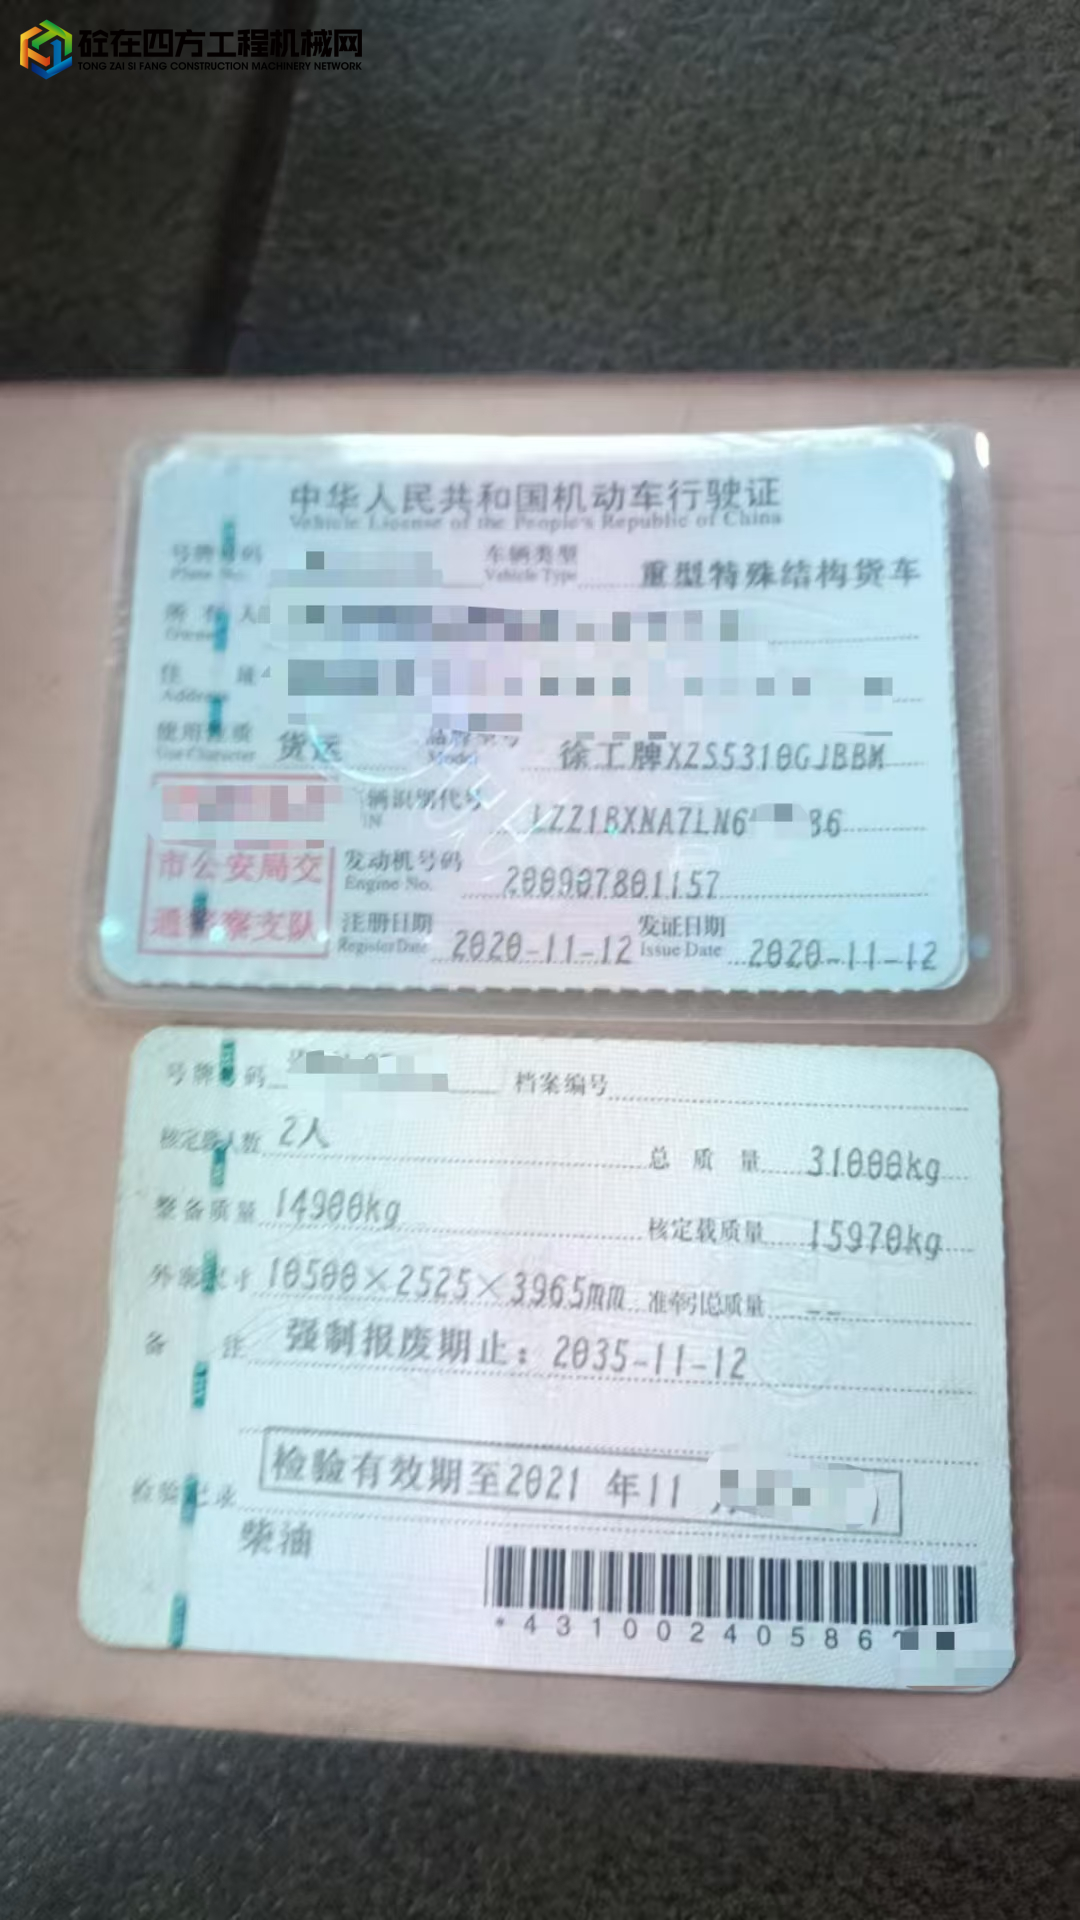 砼在四方工程机械网
TONG ZAI SI FANG CONSTRUCTION MACHINERY NETWORK
中华人民共和国机动车行驶证
Vehicle License of the People's Republic of China
号牌号码 车辆类型 重型特殊结构货车
Plate No. Vehicle Type
所有人
Owner
住 址
Address
使用性质 货运 品牌型号 徐工牌XZS5310GJBBM
Use Character Model
辆识别代号 LZZ1BXNA7LN6 36
IN
市公安局交
通警察支队
发动机号码 200907801157
Engine No.
注册日期 2020-11-12 发证日期 2020-11-12
Register Date Issue Date
号牌号码 档案编号
核定载人数 2人 总质量 31000kg
整备质量 14900kg 核定载质量 15970kg
外廓尺寸 10500×2525×3965mm 准牵引总质量 --
备 注 强制报废期止：2035-11-12
检验有效期至2021 年11
检验记录
柴油
*43100240586